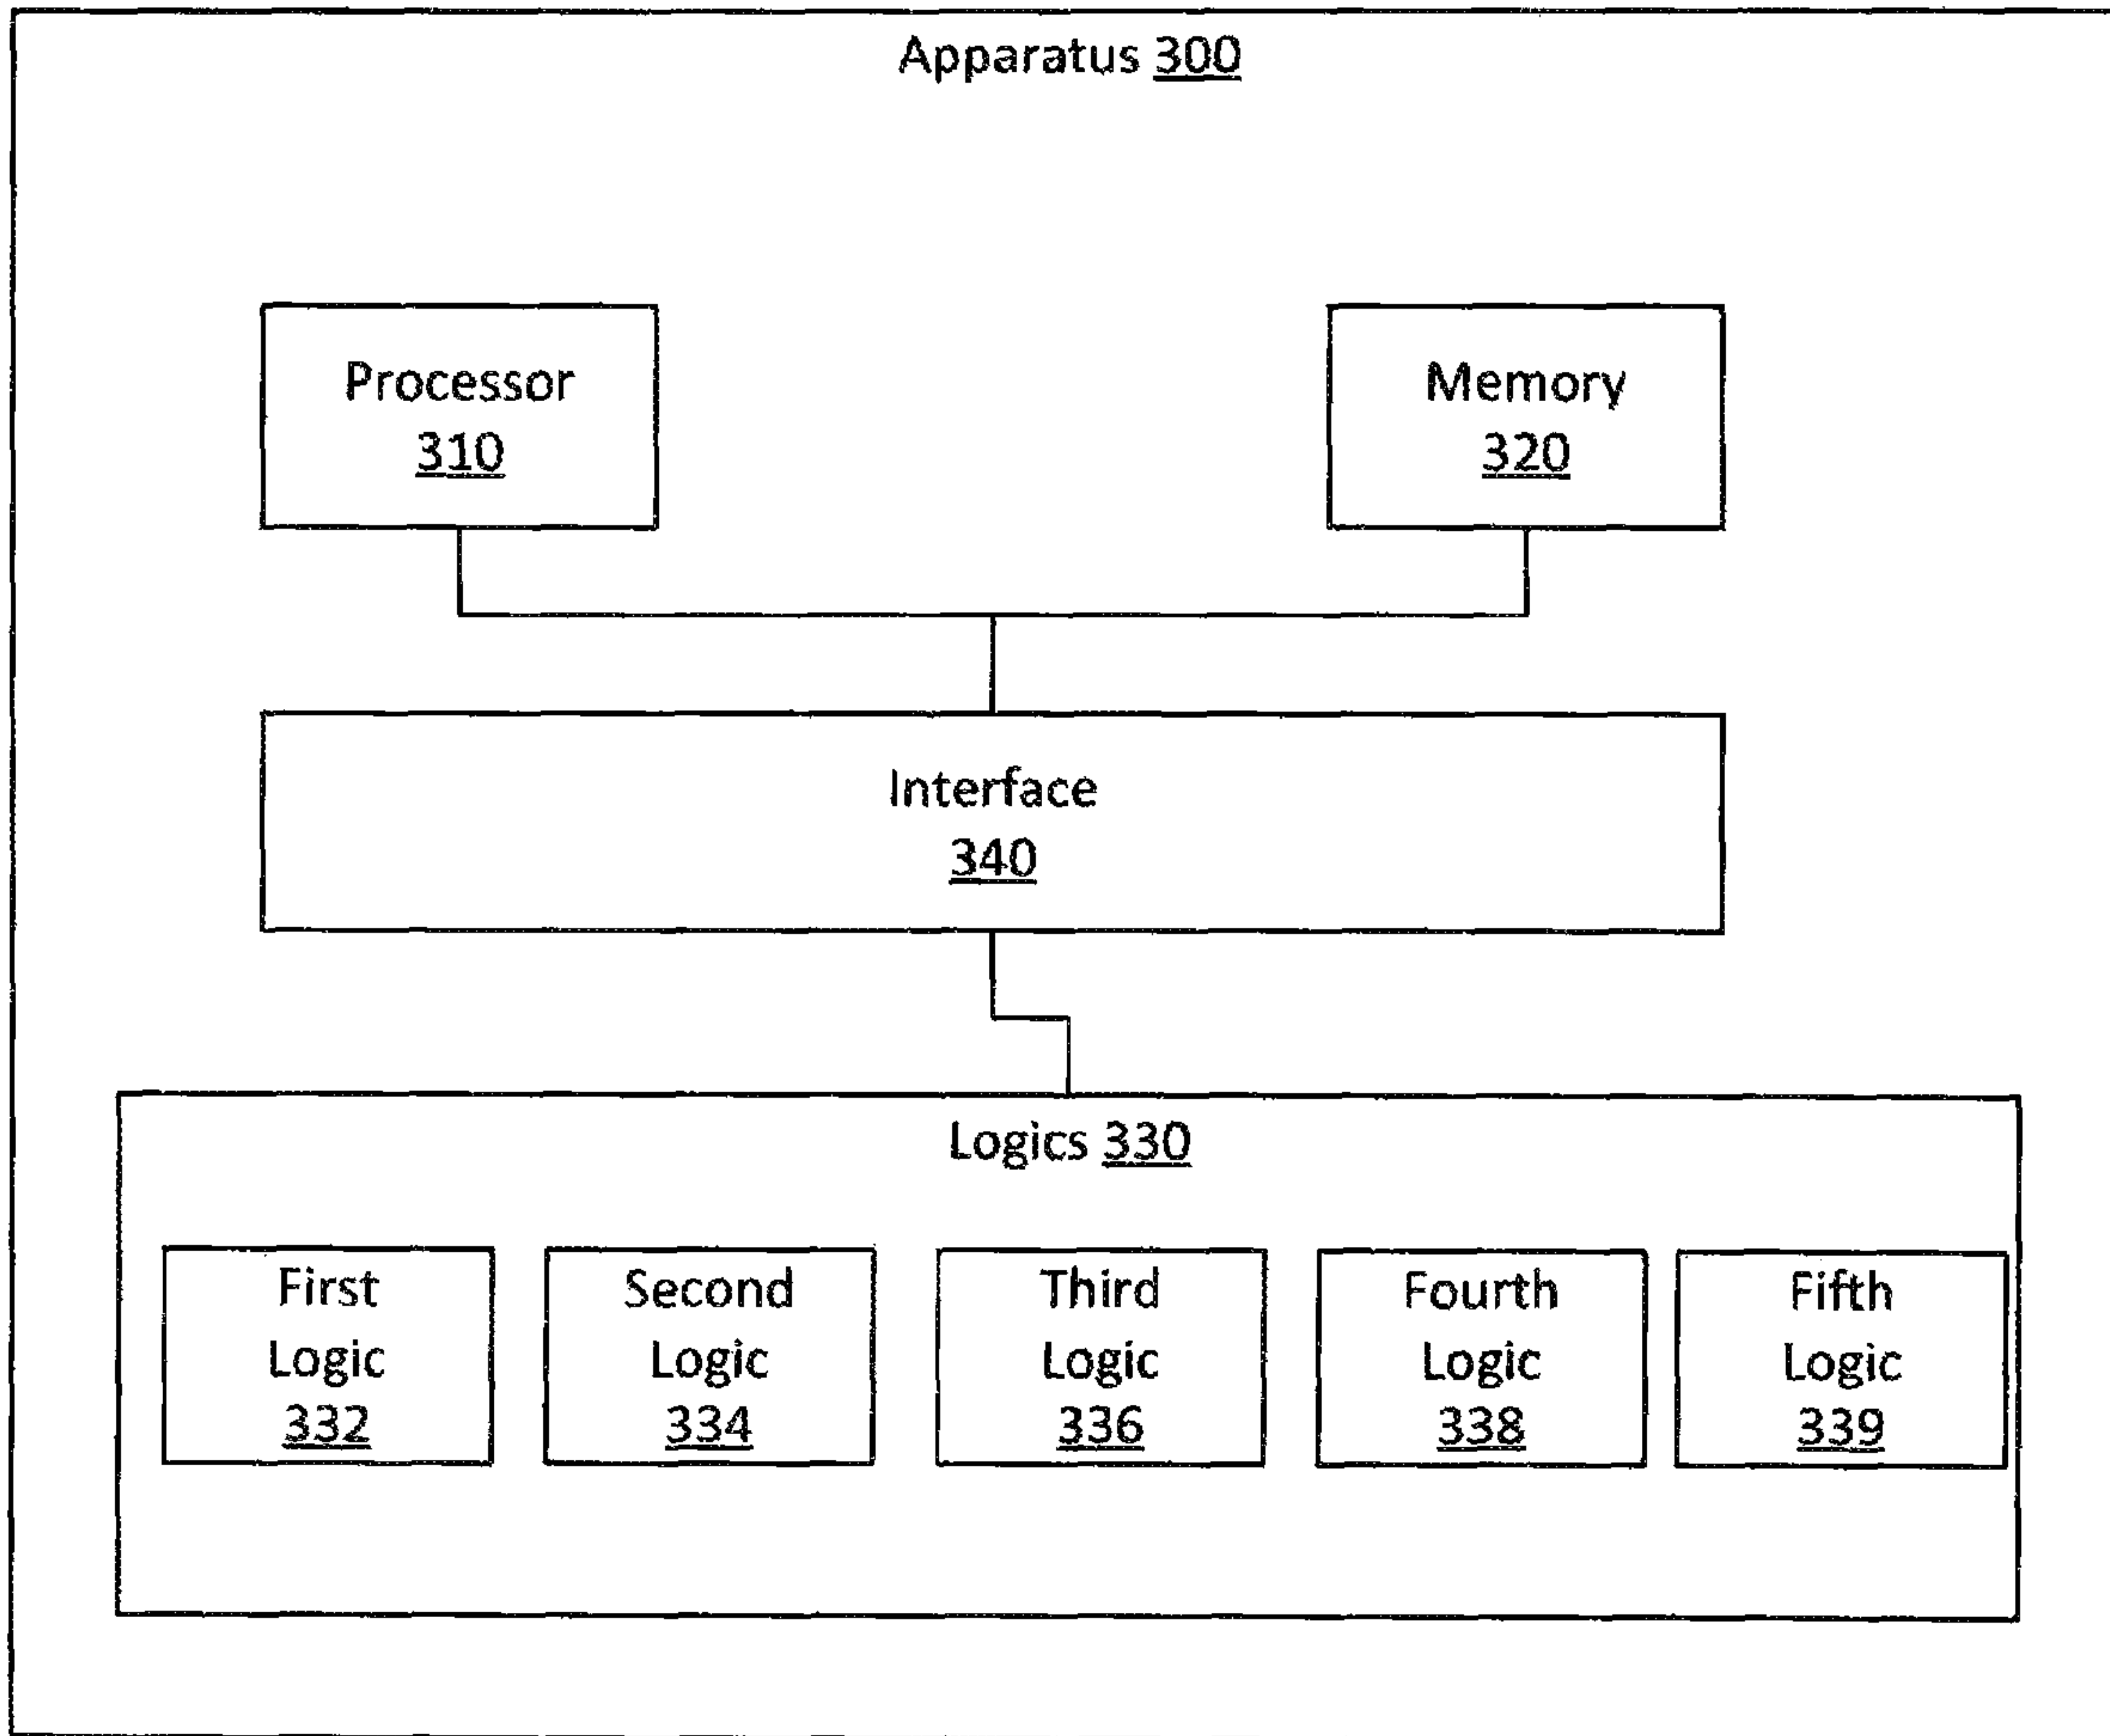 Apparatus 300
Processor
310
Memory
320
Interface
340
Logics 330
First
Logic
332
Second
Logic
334
Third
Logic
336
Fourth
Logic
338
Fifth
Logic
339